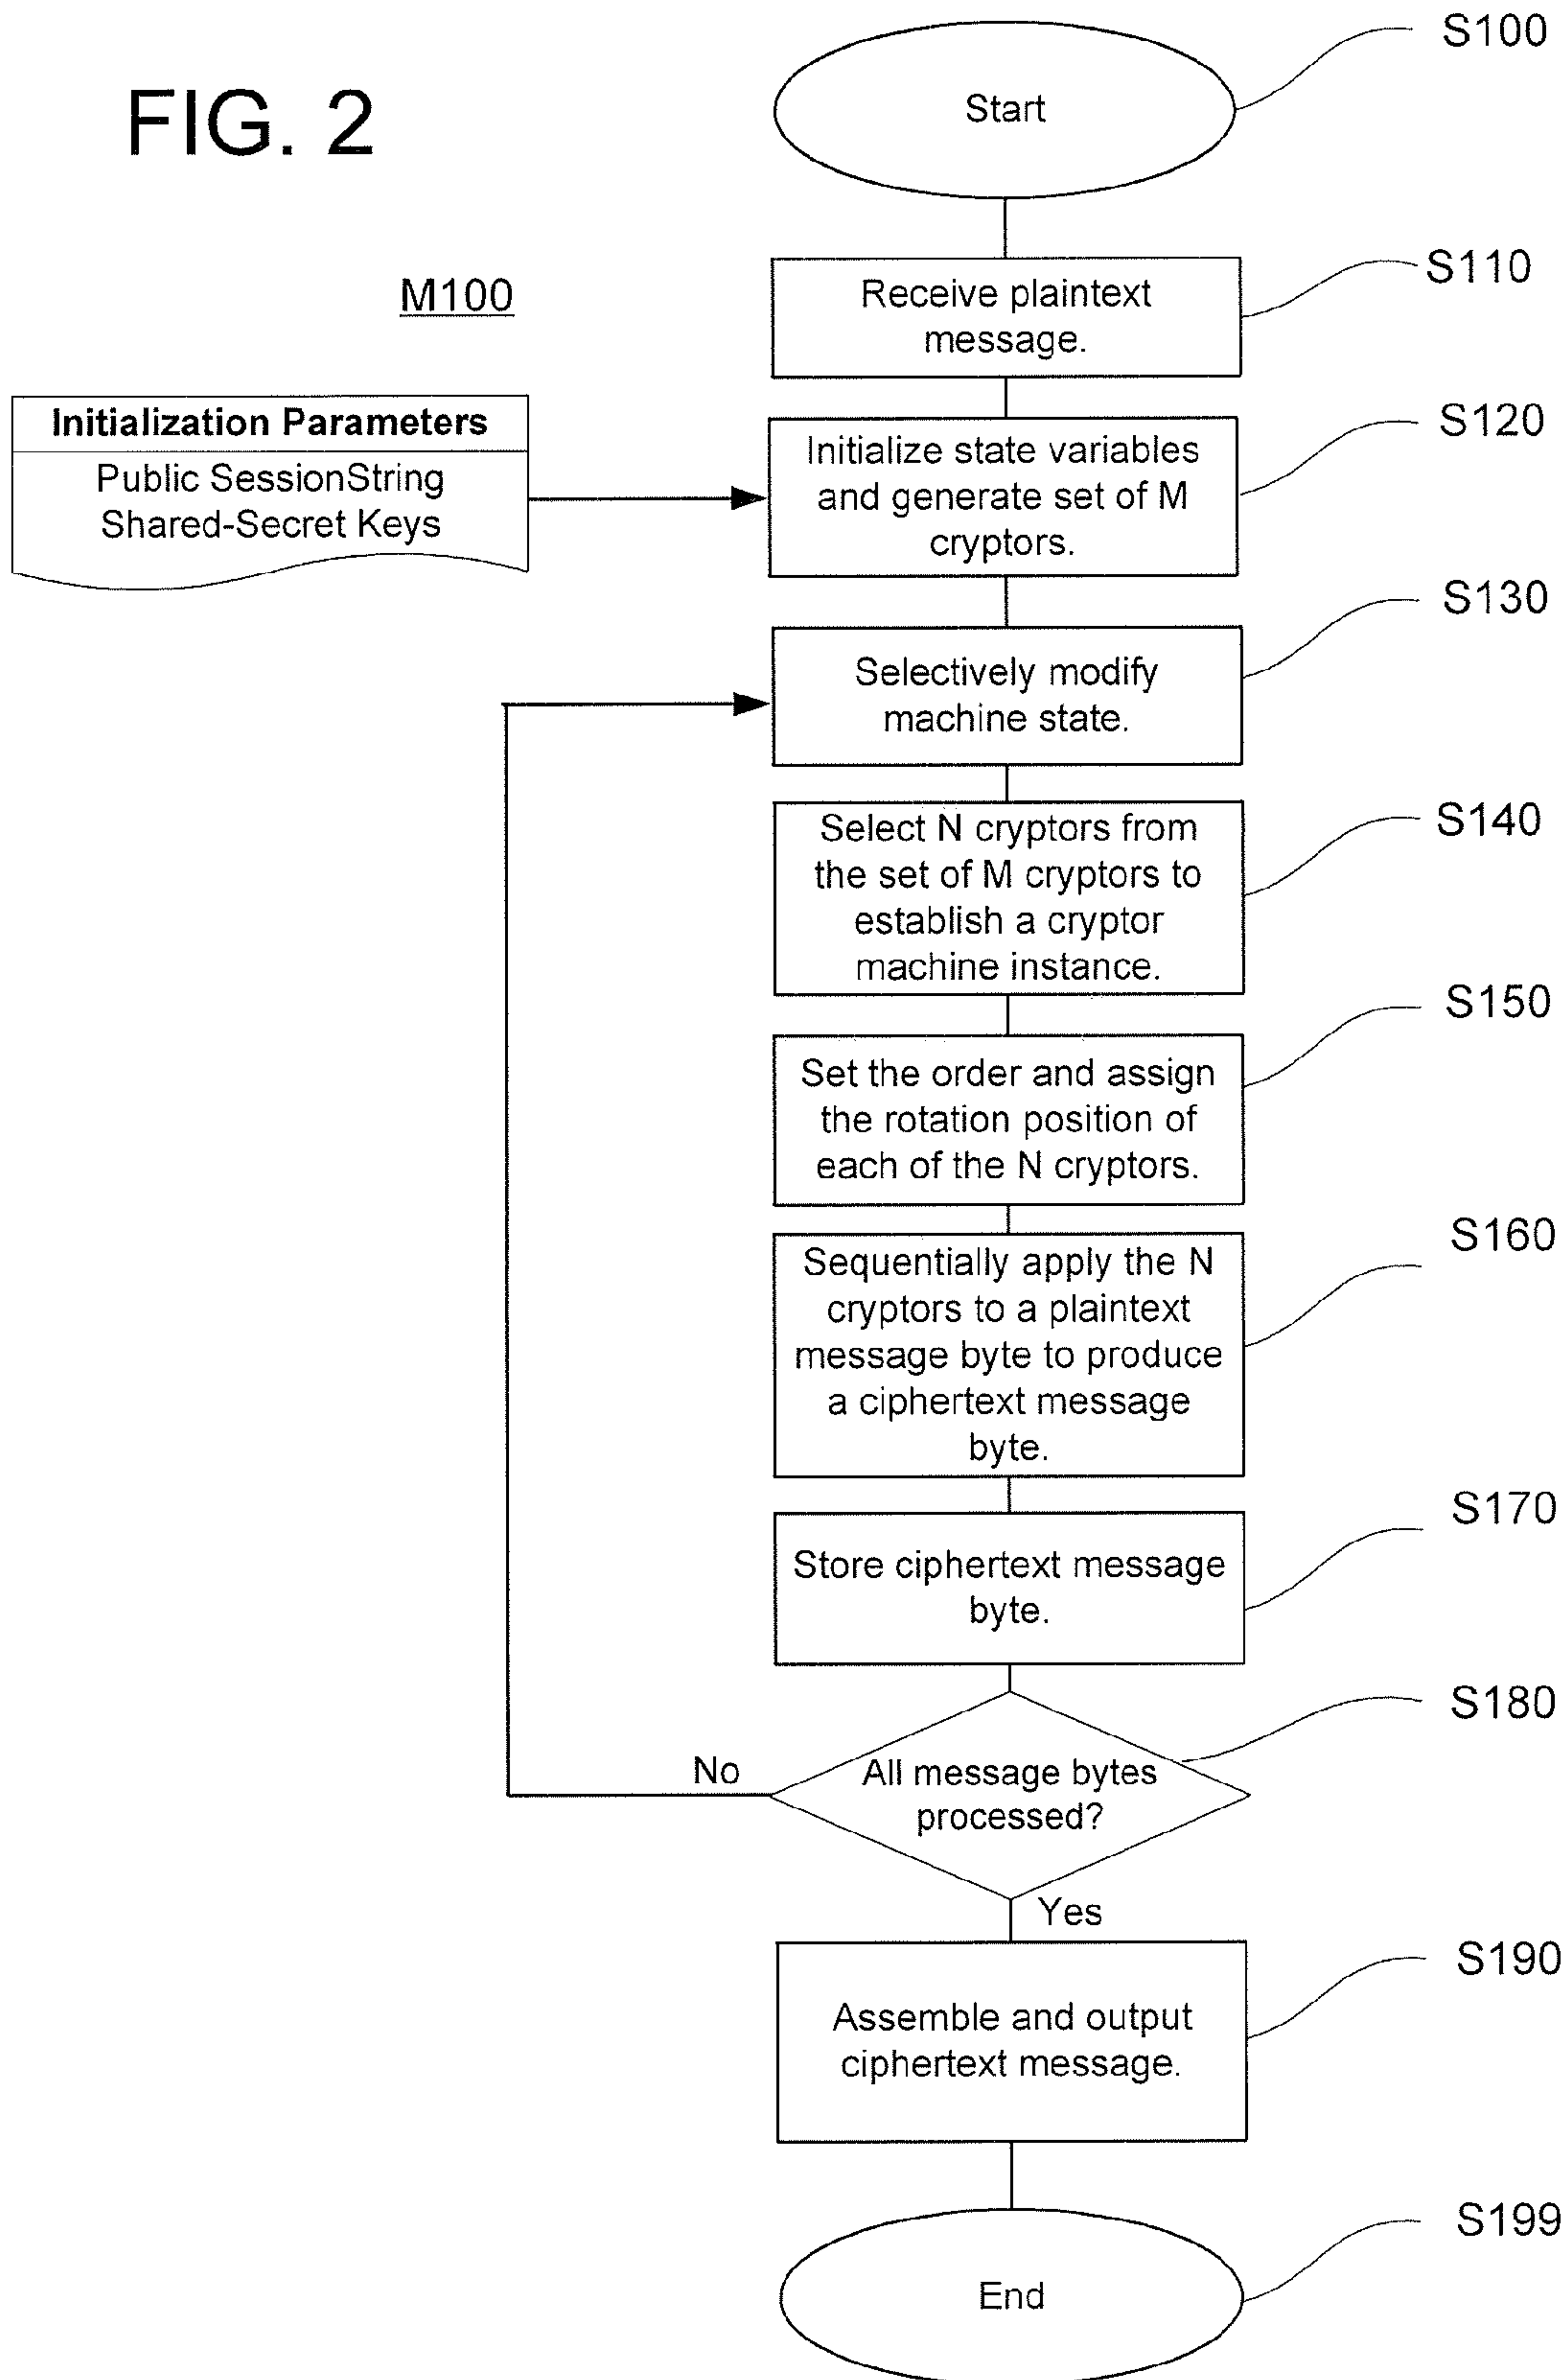 FIG. 2
Start
S100
M100
Receive plaintext
message.
S110
Initialization Parameters
Public SessionString
Shared-Secret Keys
Initialize state variables
and generate set of M
cryptors.
S120
Selectively modify
machine state.
S130
Select N cryptors from
the set of M cryptors to
establish a cryptor
machine instance.
S140
Set the order and assign
the rotation position of
each of the N cryptors.
S150
Sequentially apply the N
cryptors to a plaintext
message byte to produce
a ciphertext message
byte.
S160
Store ciphertext message
byte.
S170
All message bytes
processed?
S180
No
Yes
Assemble and output
ciphertext message.
S190
End
S199